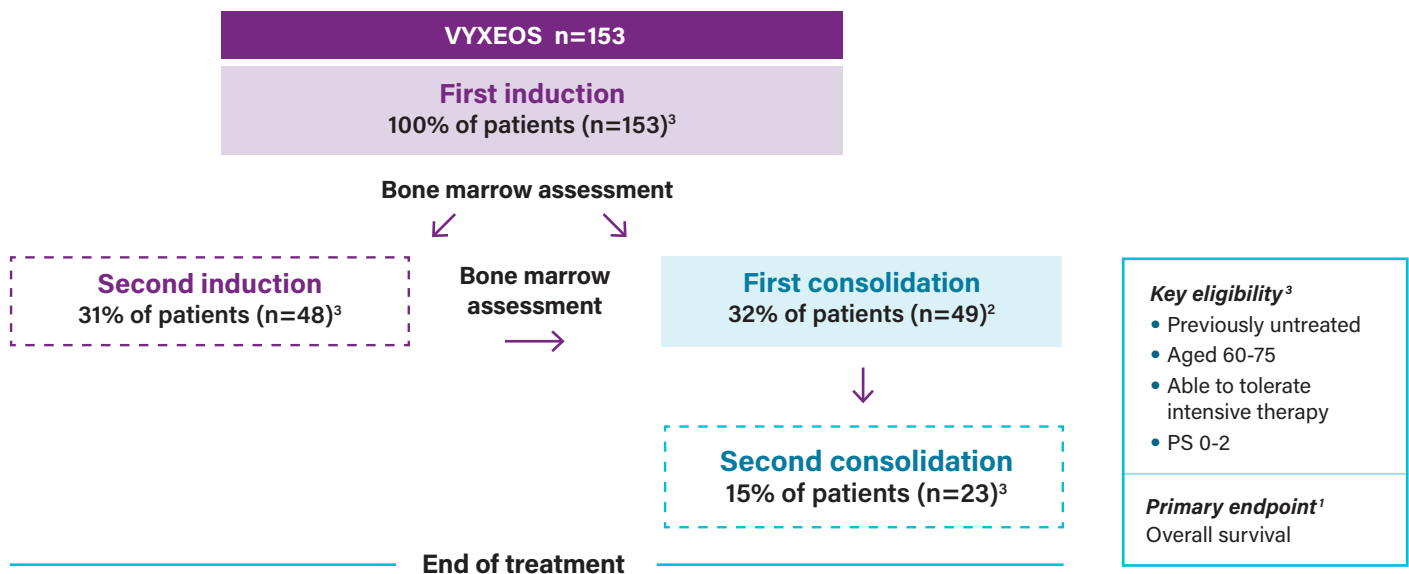 VYXEOS n=153
First induction
100% of patients (n=153)³
Bone marrow assessment
Second induction
31% of patients (n=48)³
Bone marrow
assessment
First consolidation
32% of patients (n=49)²
Second consolidation
15% of patients (n=23)³
End of treatment
Key eligibility³
• Previously untreated
• Aged 60-75
• Able to tolerate
intensive therapy
• PS 0-2
Primary endpoint¹
Overall survival